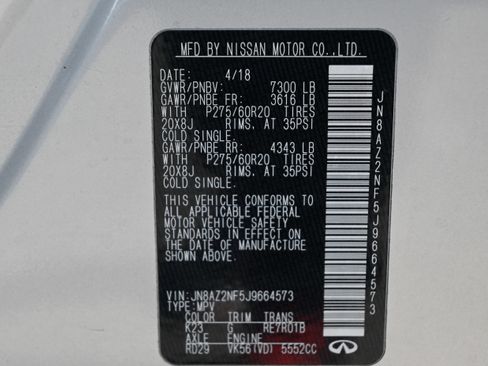 MFD BY NISSAN MOTOR CO.,LTD.
DATE: 4/18
GVWR/PNBV: 7300 LB
GAWR/PNBE FR: 3616 LB
WITH P275/60R20 TIRES
20X8J RIMS, AT 35PSI
COLD SINGLE.
GAWR/PNBE RR: 4343 LB
WITH P275/60R20 TIRES
20X8J RIMS, AT 35PSI
COLD SINGLE.
THIS VEHICLE CONFORMS TO
ALL APPLICABLE FEDERAL
MOTOR VEHICLE SAFETY
STANDARDS IN EFFECT ON
THE DATE OF MANUFACTURE
SHOWN ABOVE.
VIN: JN8AZ2NF5J9664573
TYPE: MPV
COLOR TRIM TRANS
K23 G RE7R01B
AXLE ENGINE
RD29 VK56(VD) 5552CC
JN8AZ2NF5J9664573